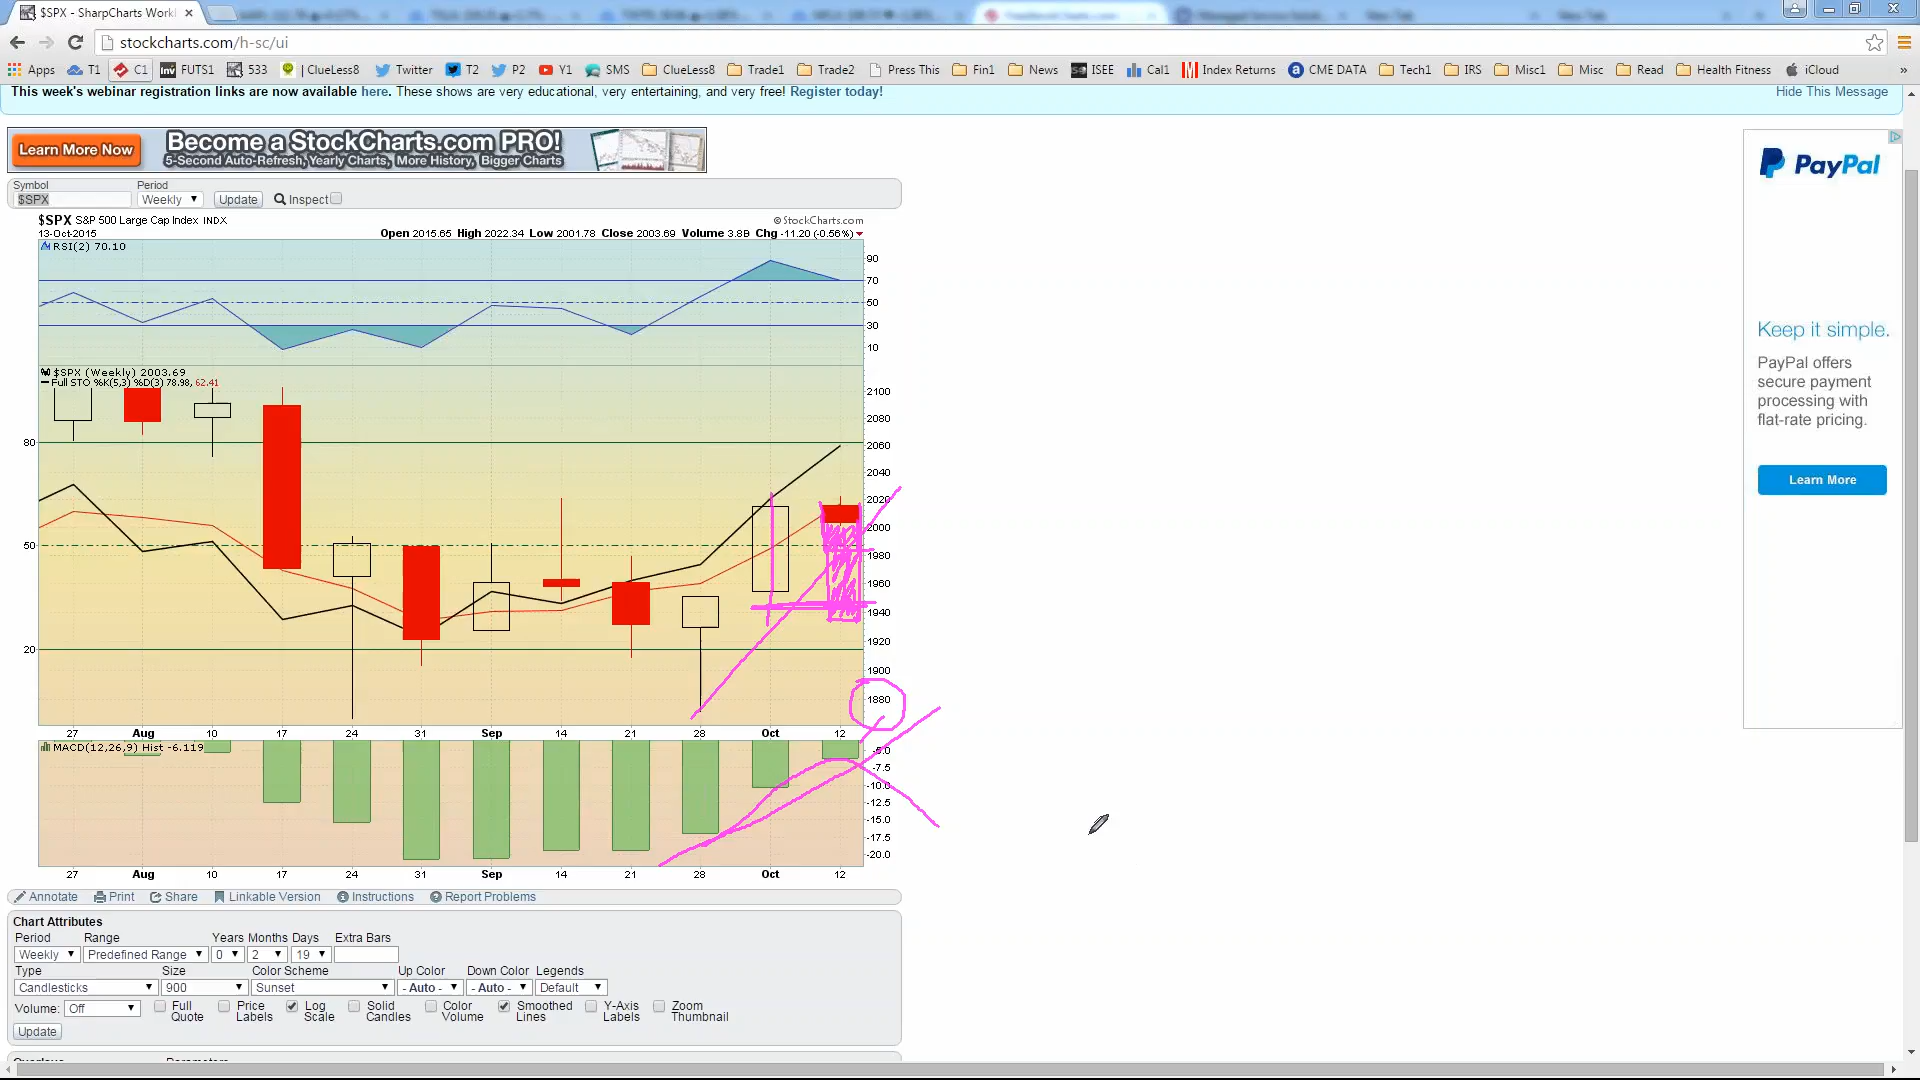 $SPX - SharpCharts Work
stockcharts.com/h-sc/ui
Apps T1 C1 FUTS1 533 | ClueLess8 Twitter T2 P2 Y1 SMS ClueLess8 Trade1 Trade2 Press This Fin1 News ISEE Cal1 Index Returns CME DATA Tech1 IRS Misc1 Misc Read Health Fitness iCloud »
This week's webinar registration links are now available here. These shows are very educational, very entertaining, and very free! Register today! Hide This Message
Learn More Now
Become a StockCharts.com PRO!
5-Second Auto-Refresh, Yearly Charts, More History, Bigger Charts
Symbol Period
$SPX Weekly Update Inspect
$SPX S&P 500 Large Cap Index INDX © StockCharts.com
13-Oct-2015 Open 2015.65 High 2022.34 Low 2001.78 Close 2003.69 Volume 3.8B Chg -11.20 (-0.56%)
RSI(2) 70.10
90
70
50
30
10
$SPX (Weekly) 2003.69
Full STO %K(5,3) %D(3) 78.98, 62.41
2100
2080
80
2060
2040
2020
2000
50
1980
1960
1940
1920
20
1900
1880
27 Aug 10 17 24 31 Sep 14 21 28 Oct 12
MACD(12,26,9) Hist -6.119
-5.0
-7.5
-10.0
-12.5
-15.0
-17.5
-20.0
27 Aug 10 17 24 31 Sep 14 21 28 Oct 12
Annotate Print Share Linkable Version Instructions Report Problems
Chart Attributes
Period Range Years Months Days Extra Bars
Weekly Predefined Range 0 2 19
Type Size Color Scheme Up Color Down Color Legends
Candlesticks 900 Sunset - Auto - - Auto - Default
Volume: Off Full Quote Price Labels Log Scale Solid Candles Color Volume Smoothed Lines Y-Axis Labels Zoom Thumbnail
Update
PayPal
Keep it simple.
PayPal offers
secure payment
processing with
flat-rate pricing.
Learn More